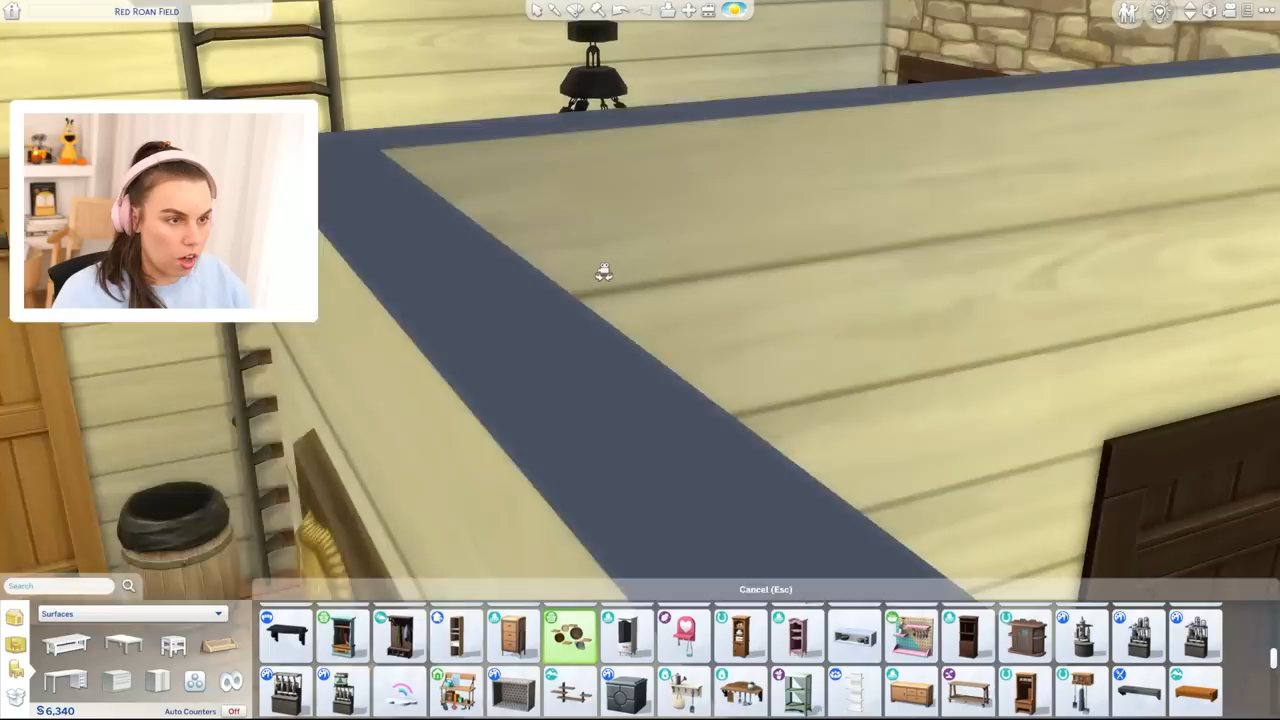 RED ROAN FIELD
Cancel (Esc)
Search
Surfaces
§6,340
Auto Counters
Off